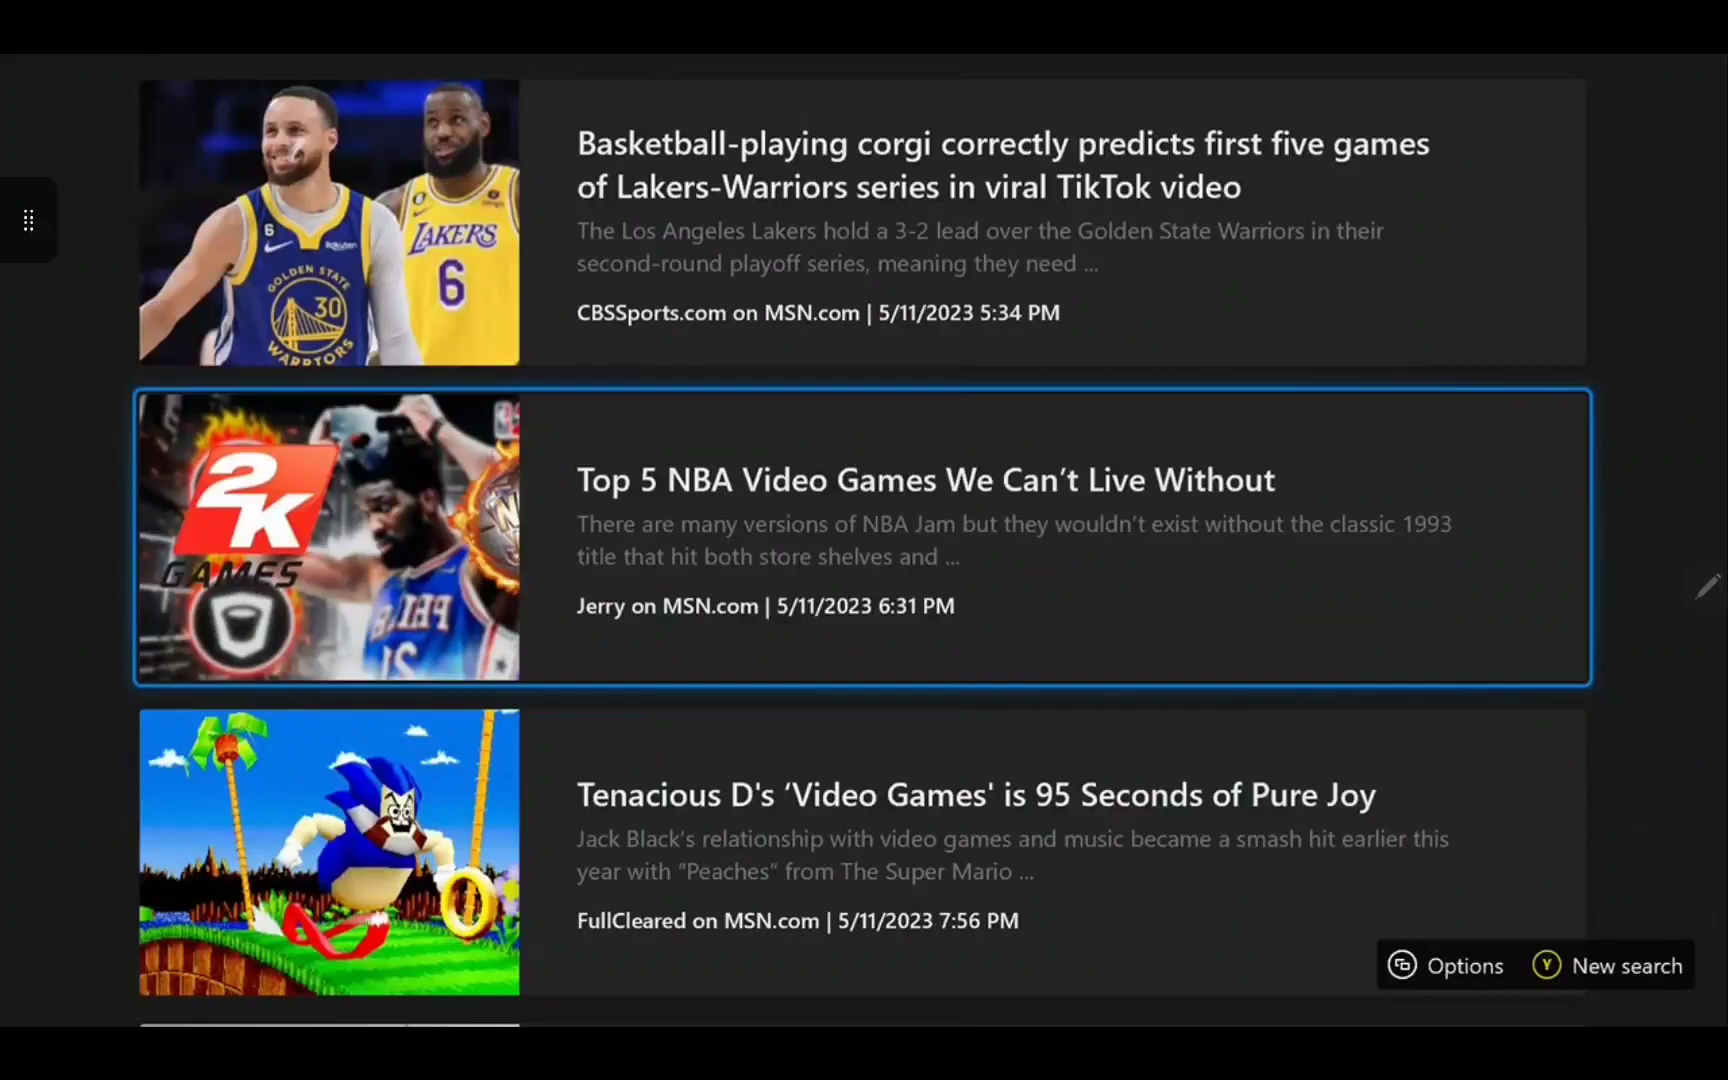 Basketball-playing corgi correctly predicts first five games
of Lakers-Warriors series in viral TikTok video
The Los Angeles Lakers hold a 3-2 lead over the Golden State Warriors in their
second-round playoff series, meaning they need ...
CBSSports.com on MSN.com | 5/11/2023 5:34 PM
6
Rakuten
GOLDEN STATE
30
WARRIORS
LAKERS
6
2K
GAMES
PHILA
21
Top 5 NBA Video Games We Can’t Live Without
There are many versions of NBA Jam but they wouldn’t exist without the classic 1993
title that hit both store shelves and ...
Jerry on MSN.com | 5/11/2023 6:31 PM
Tenacious D's ‘Video Games' is 95 Seconds of Pure Joy
Jack Black’s relationship with video games and music became a smash hit earlier this
year with “Peaches” from The Super Mario ...
FullCleared on MSN.com | 5/11/2023 7:56 PM
Options
Y New search